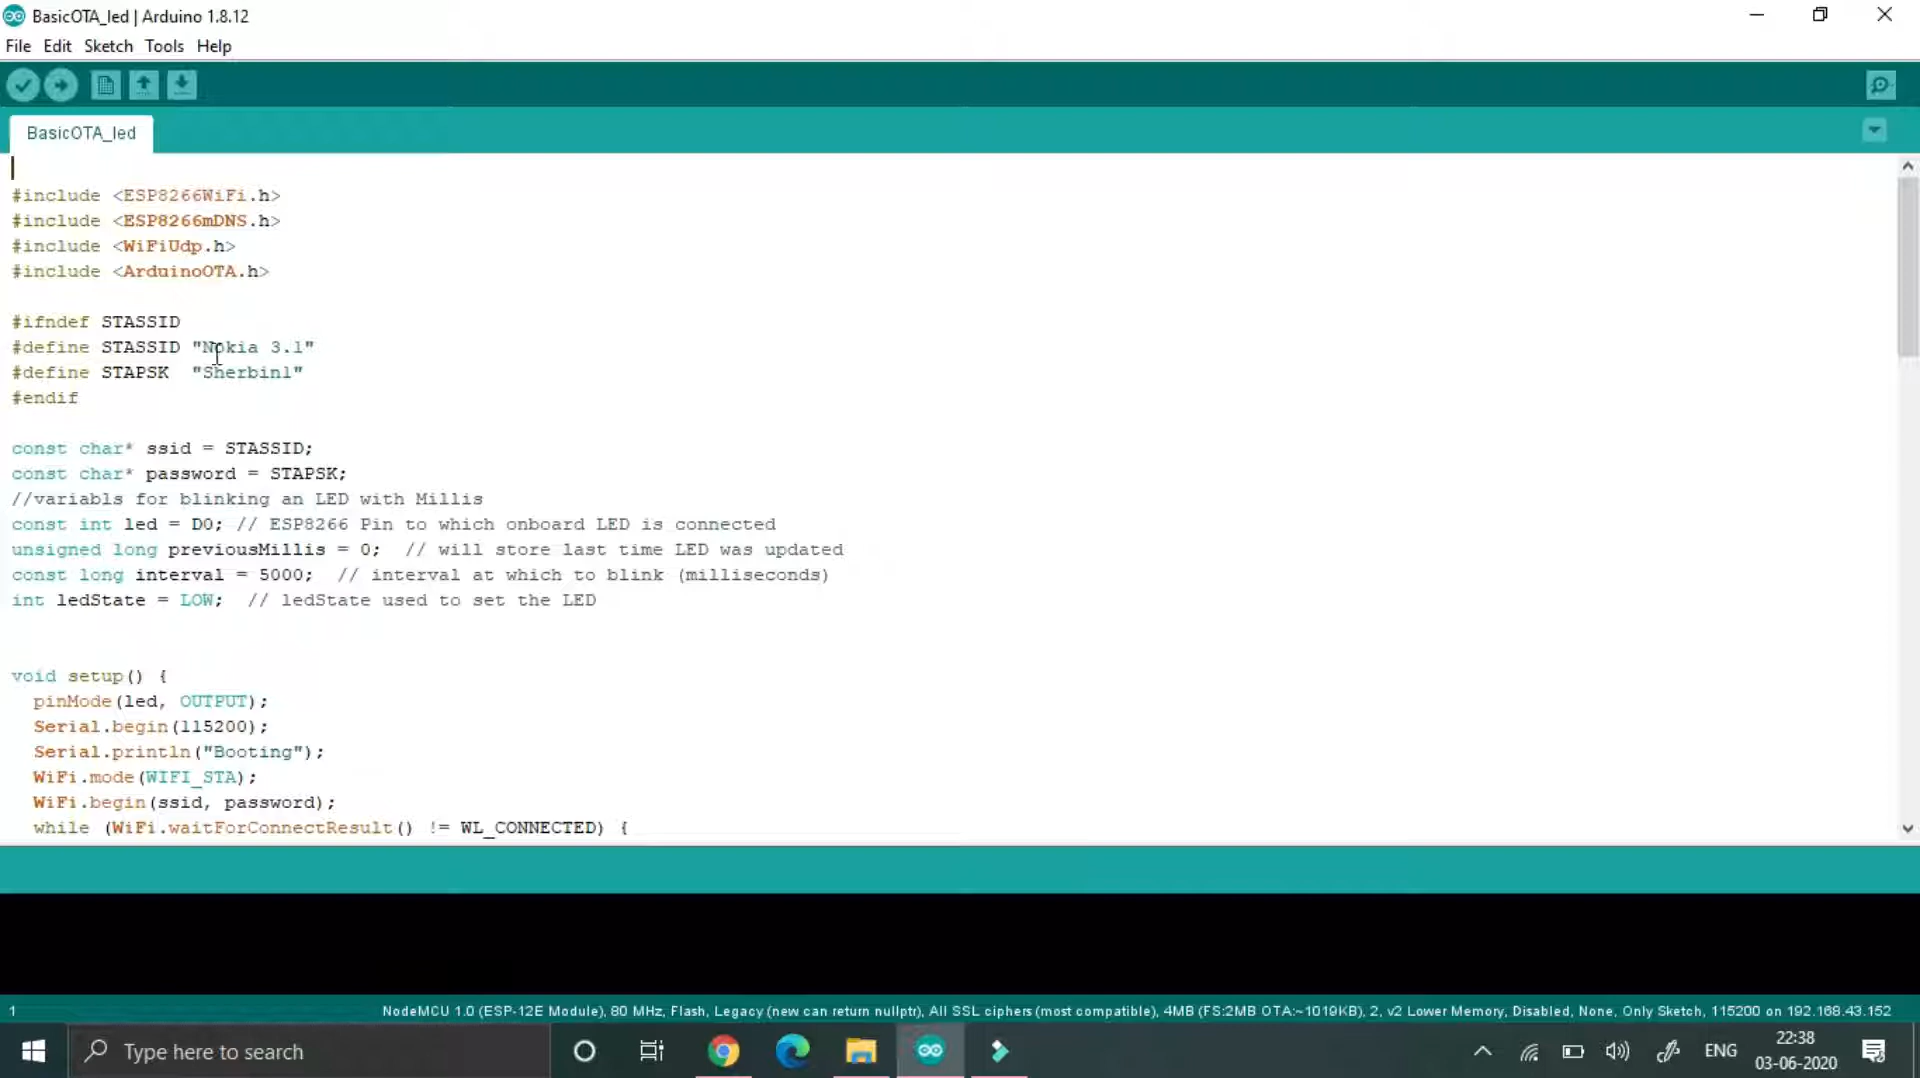 BasicOTA_led | Arduino 1.8.12
File Edit Sketch Tools Help
BasicOTA_led
#include <ESP8266WiFi.h>
#include <ESP8266mDNS.h>
#include <WiFiUdp.h>
#include <ArduinoOTA.h>
#ifndef STASSID
#define STASSID "Nokia 3.1"
#define STAPSK  "Sherbin1"
#endif
const char* ssid = STASSID;
const char* password = STAPSK;
//variabls for blinking an LED with Millis
const int led = D0; // ESP8266 Pin to which onboard LED is connected
unsigned long previousMillis = 0;  // will store last time LED was updated
const long interval = 5000;  // interval at which to blink (milliseconds)
int ledState = LOW;  // ledState used to set the LED
void setup() {
  pinMode(led, OUTPUT);
  Serial.begin(115200);
  Serial.println("Booting");
  WiFi.mode(WIFI_STA);
  WiFi.begin(ssid, password);
  while (WiFi.waitForConnectResult() != WL_CONNECTED) {
1 NodeMCU 1.0 (ESP-12E Module), 80 MHz, Flash, Legacy (new can return nullptr), All SSL ciphers (most compatible), 4MB (FS:2MB OTA:~1019KB), 2, v2 Lower Memory, Disabled, None, Only Sketch, 115200 on 192.168.43.152
Type here to search
ENG
22:38
03-06-2020